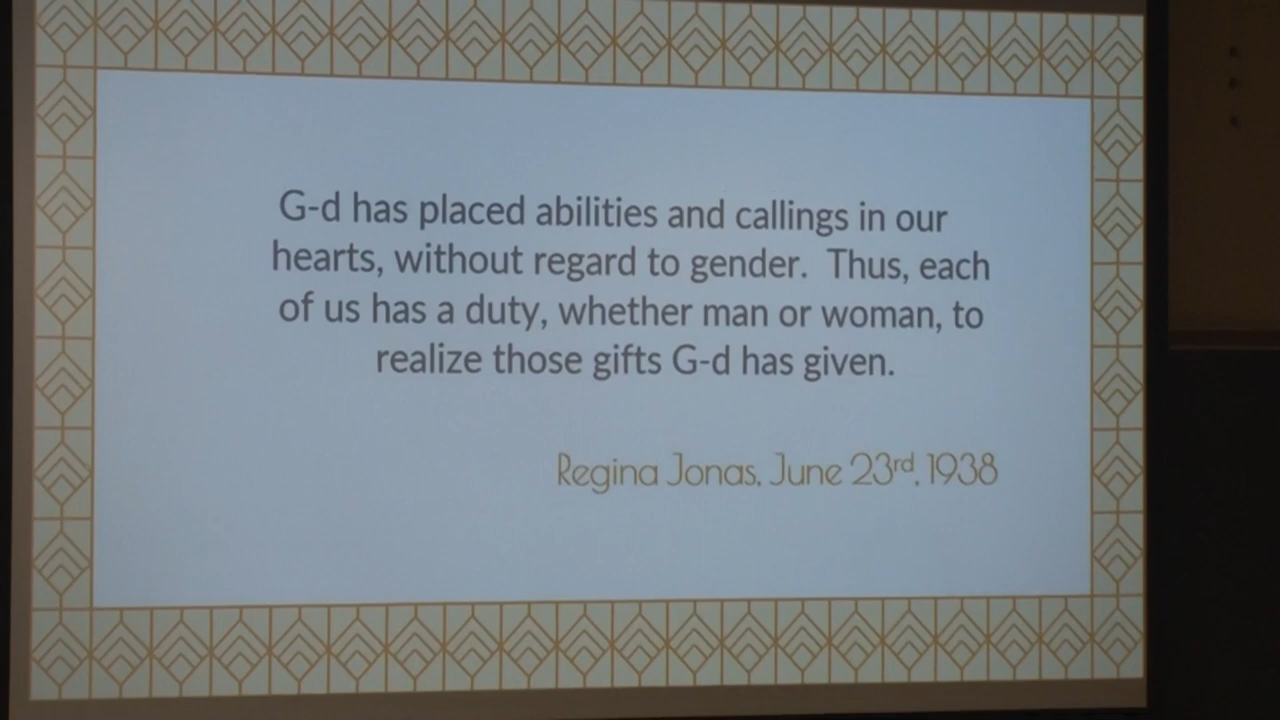 G-d has placed abilities and callings in our
hearts, without regard to gender. Thus, each
of us has a duty, whether man or woman, to
realize those gifts G-d has given.
Regina Jonas, June 23rd, 1938